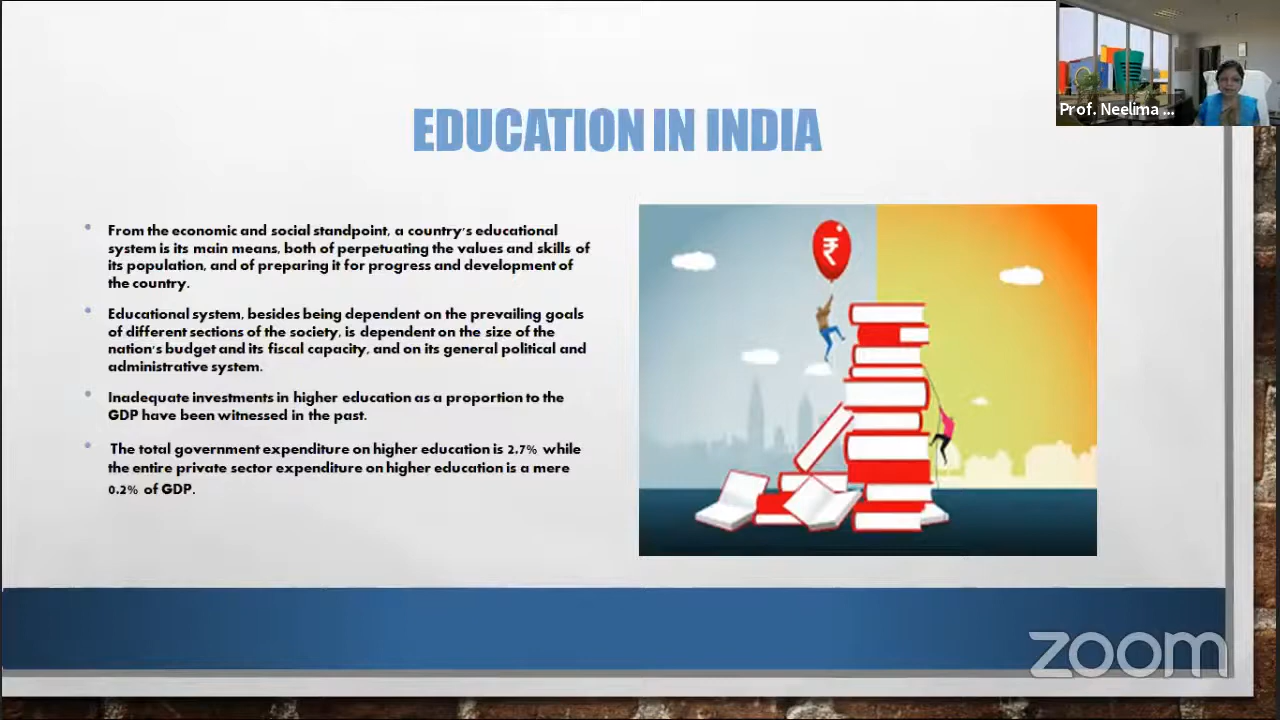 Prof. Neelima ...
EDUCATION IN INDIA
• From the economic and social standpoint, a country's educational
system is its main means, both of perpetuating the values and skills of
its population, and of preparing it for progress and development of
the country.
• Educational system, besides being dependent on the prevailing goals
of different sections of the society, is dependent on the size of the
nation's budget and its fiscal capacity, and on its general political and
administrative system.
• Inadequate investments in higher education as a proportion to the
GDP have been witnessed in the past.
• The total government expenditure on higher education is 2.7% while
the entire private sector expenditure on higher education is a mere
0.2% of GDP.
₹
zoom